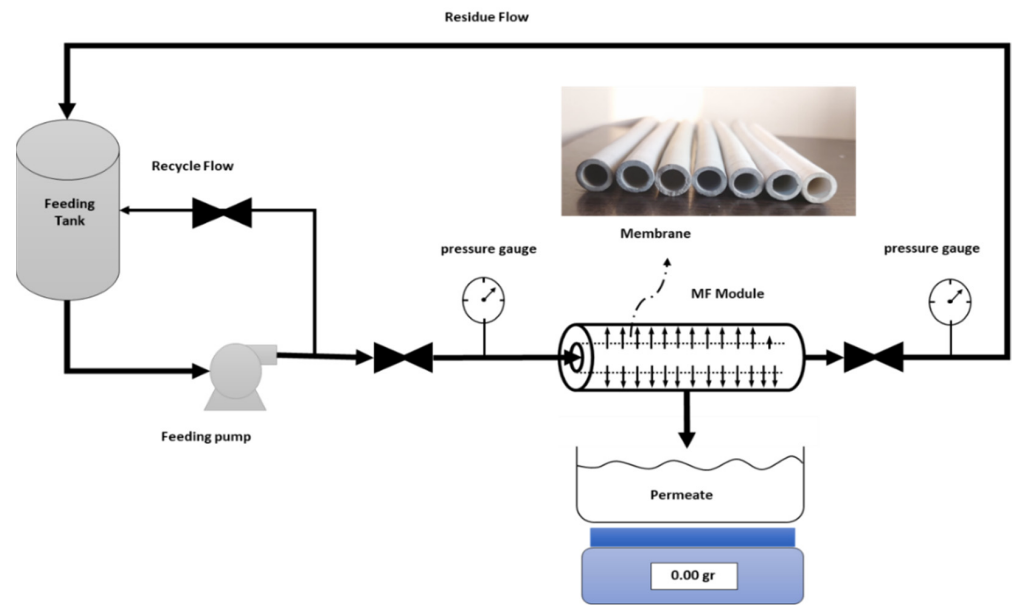 Residue Flow
Recycle Flow
Feeding
Tank
pressure gauge
Membrane
pressure gauge
MF Module
Feeding pump
Permeate
0.00 gr